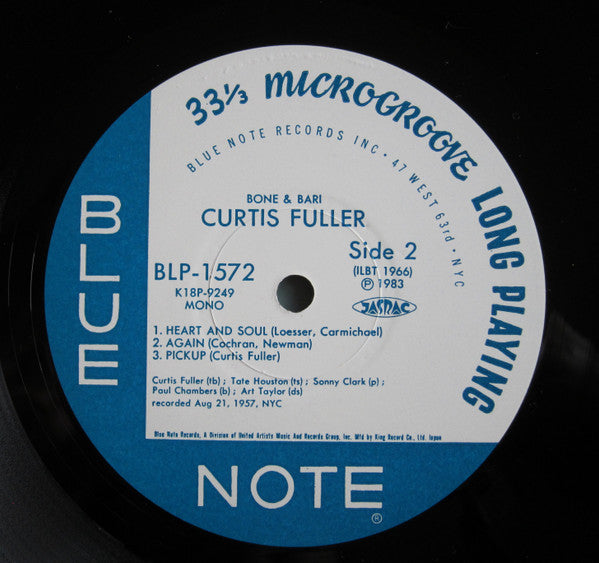 33⅓ MICROGROOVE LONG PLAYING
BLUE NOTE RECORDS INC • 47 WEST 63rd • NYC
BONE & BARI
CURTIS FULLER
BLP-1572
K18P-9249
MONO
Side 2
(ILBT 1966)
Ⓟ 1983
JASRAC
1. HEART AND SOUL (Loesser, Carmichael)
2. AGAIN (Cochran, Newman)
3. PICKUP (Curtis Fuller)
Curtis Fuller (tb) ; Tate Houston (ts) ; Sonny Clark (p) ;
Paul Chambers (b) ; Art Taylor (ds)
recorded Aug 21, 1957, NYC
Blue Note Records, A Division of United Artists Music And Records Group, Inc. Mfd by King Record Co., Ltd. Japan
BLUE
NOTE
®